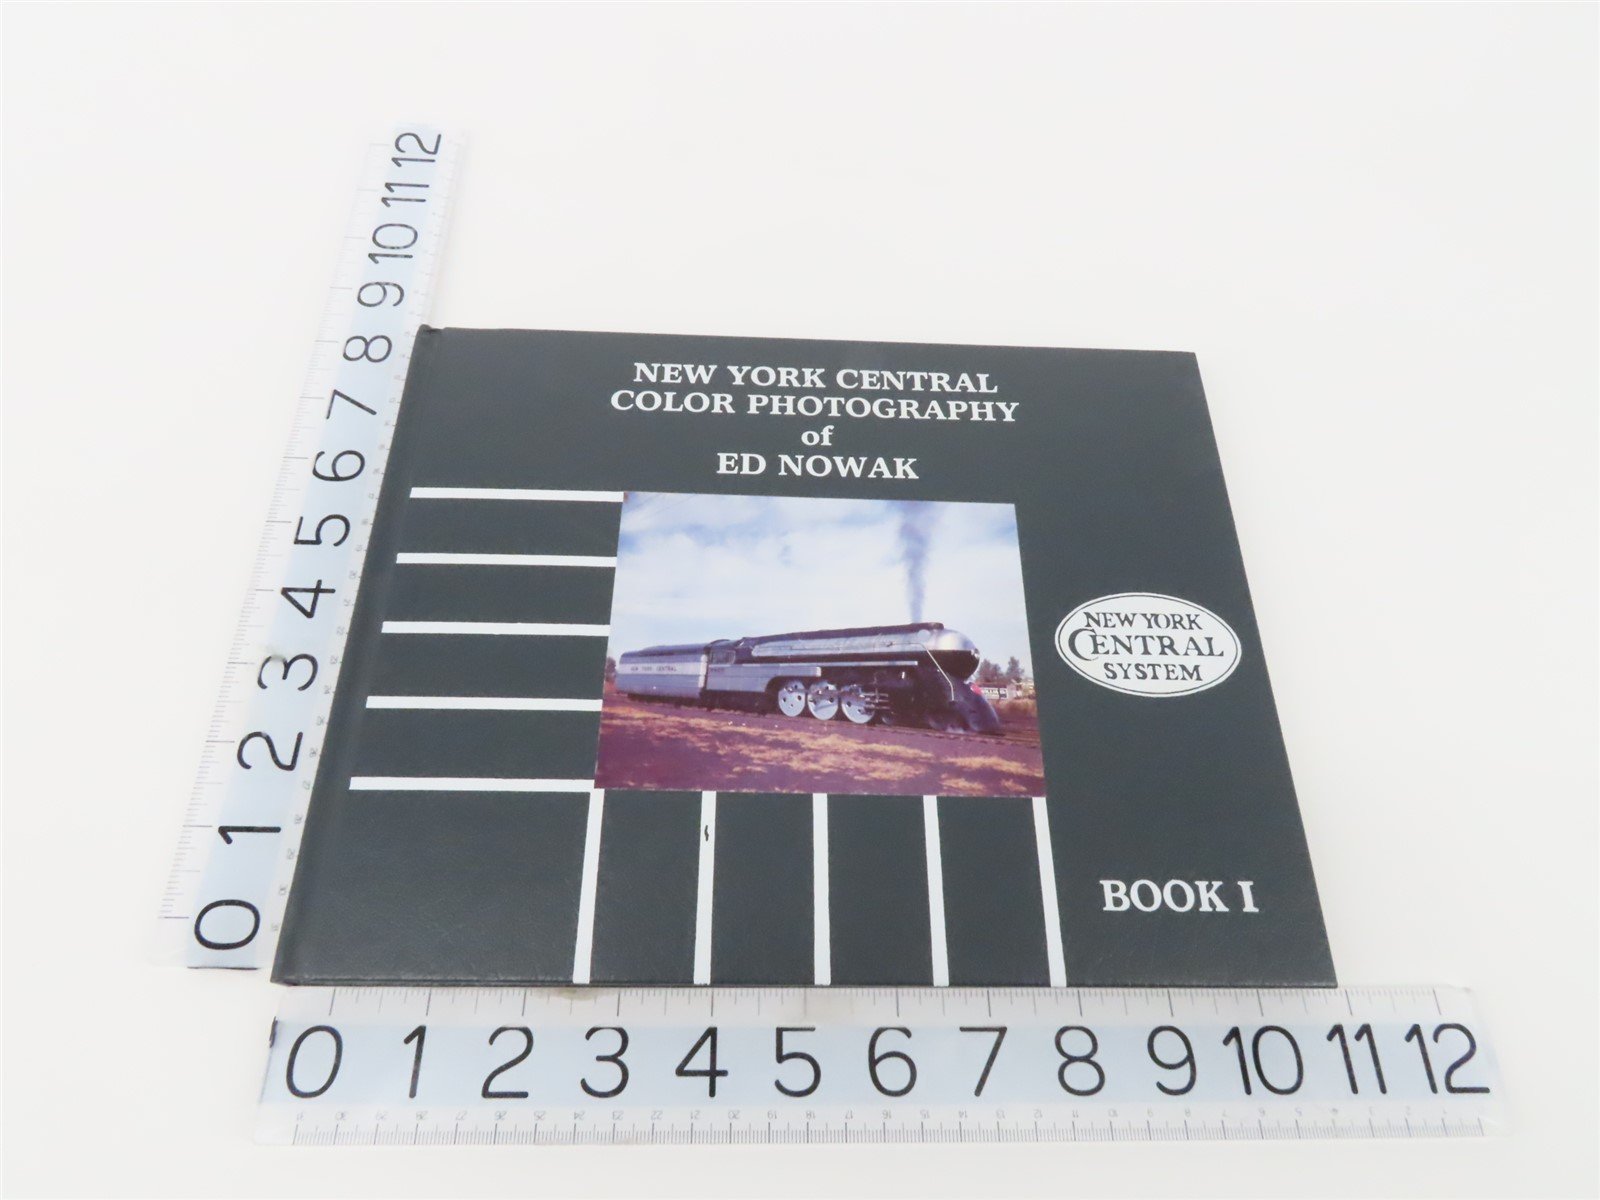 NEW YORK CENTRAL
COLOR PHOTOGRAPHY
of
ED NOWAK
NEW YORK CENTRAL
NEW YORK
CENTRAL
SYSTEM
BOOK I
12
11
10
9
8
7
6
5
4
3
2
1
0
0 1 2 3 4 5 6 7 8 9 10 11 12